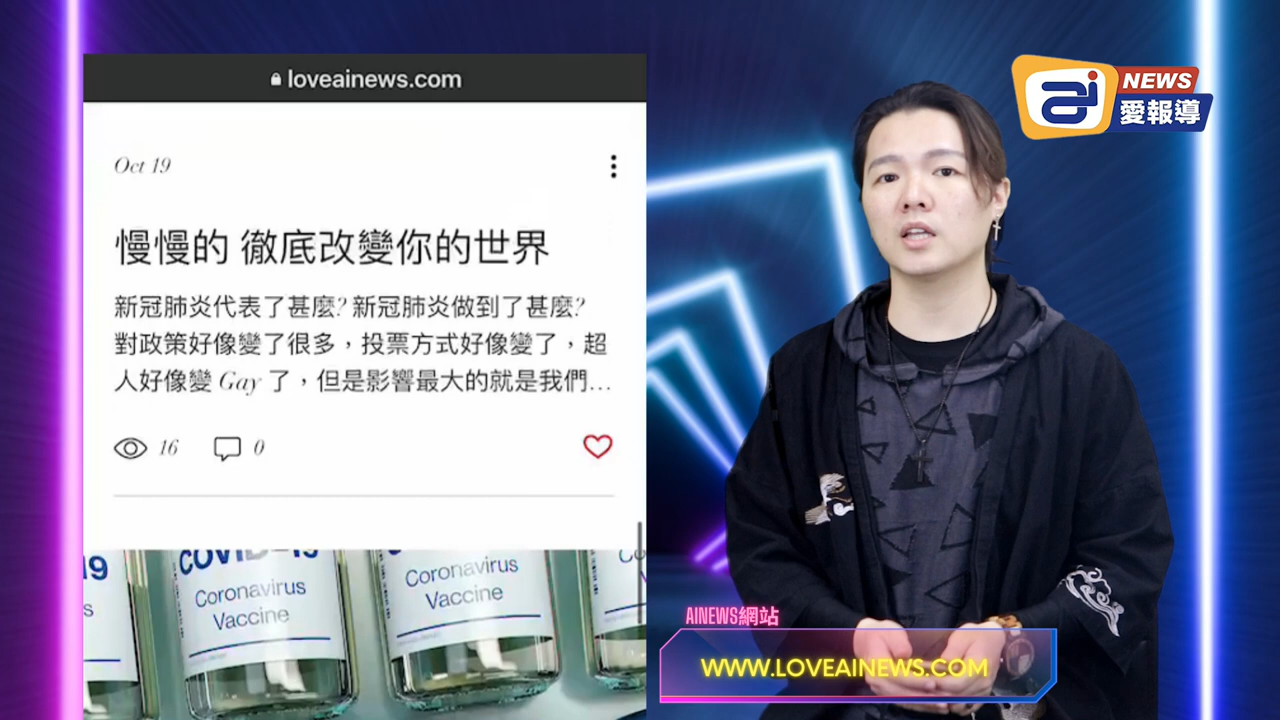 loveainews.com
Oct 19
慢慢的 徹底改變你的世界
新冠肺炎代表了甚麼? 新冠肺炎做到了甚麼?
對政策好像變了很多，投票方式好像變了，超
人好像變 Gay 了，但是影響最大的就是我們...
16
0
COVID-19
Coronavirus
Vaccine
Coronavirus
Vaccine
ai NEWS
愛報導
AINEWS網站
WWW.LOVEAINEWS.COM